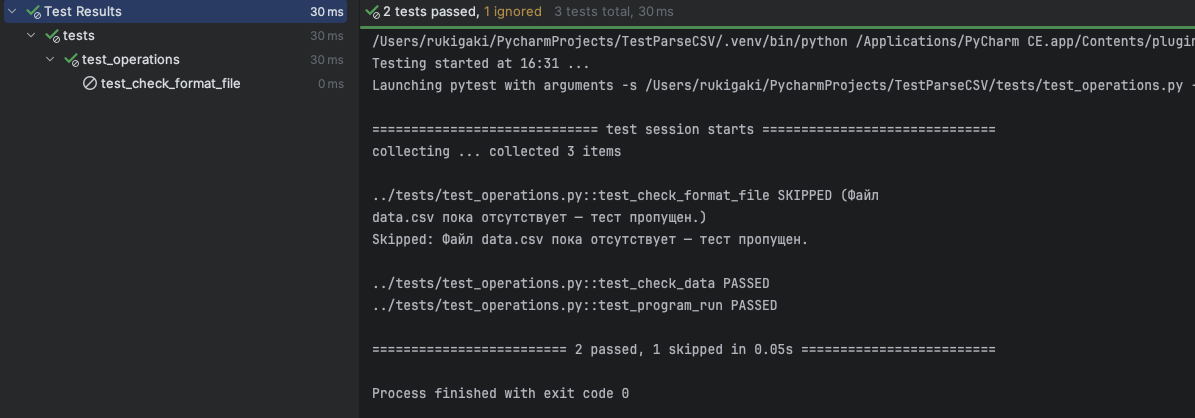 Test Results 30 ms
tests 30 ms
test_operations 30 ms
test_check_format_file 0 ms
2 tests passed, 1 ignored 3 tests total, 30 ms
/Users/rukigaki/PycharmProjects/TestParseCSV/.venv/bin/python /Applications/PyCharm CE.app/Contents/plugin
Testing started at 16:31 ...
Launching pytest with arguments -s /Users/rukigaki/PycharmProjects/TestParseCSV/tests/test_operations.py -
============================= test session starts ==============================
collecting ... collected 3 items
../tests/test_operations.py::test_check_format_file SKIPPED (Файл
data.csv пока отсутствует — тест пропущен.)
Skipped: Файл data.csv пока отсутствует — тест пропущен.
../tests/test_operations.py::test_check_data PASSED
../tests/test_operations.py::test_program_run PASSED
========================= 2 passed, 1 skipped in 0.05s =========================
Process finished with exit code 0